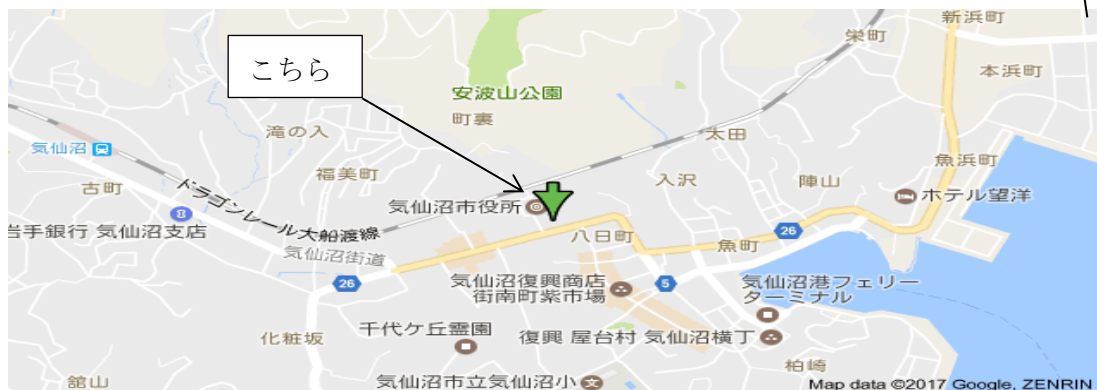 新浜町
栄町
こちら
本浜町
安波山公園
町裏
滝の入
太田
気仙沼
魚浜町
福美町
入沢
陣山
古町
ドラゴンレール大船渡線
ホテル望洋
気仙沼市役所
岩手銀行 気仙沼支店
八日町
26
魚町
気仙沼街道
気仙沼復興商店
街南町紫市場
5
気仙沼港フェリー
ターミナル
26
千代ケ丘霊園
化粧坂
復興 屋台村 気仙沼横丁
柏崎
舘山
気仙沼市立気仙沼小
文
Map data ©2017 Google, ZENRIN